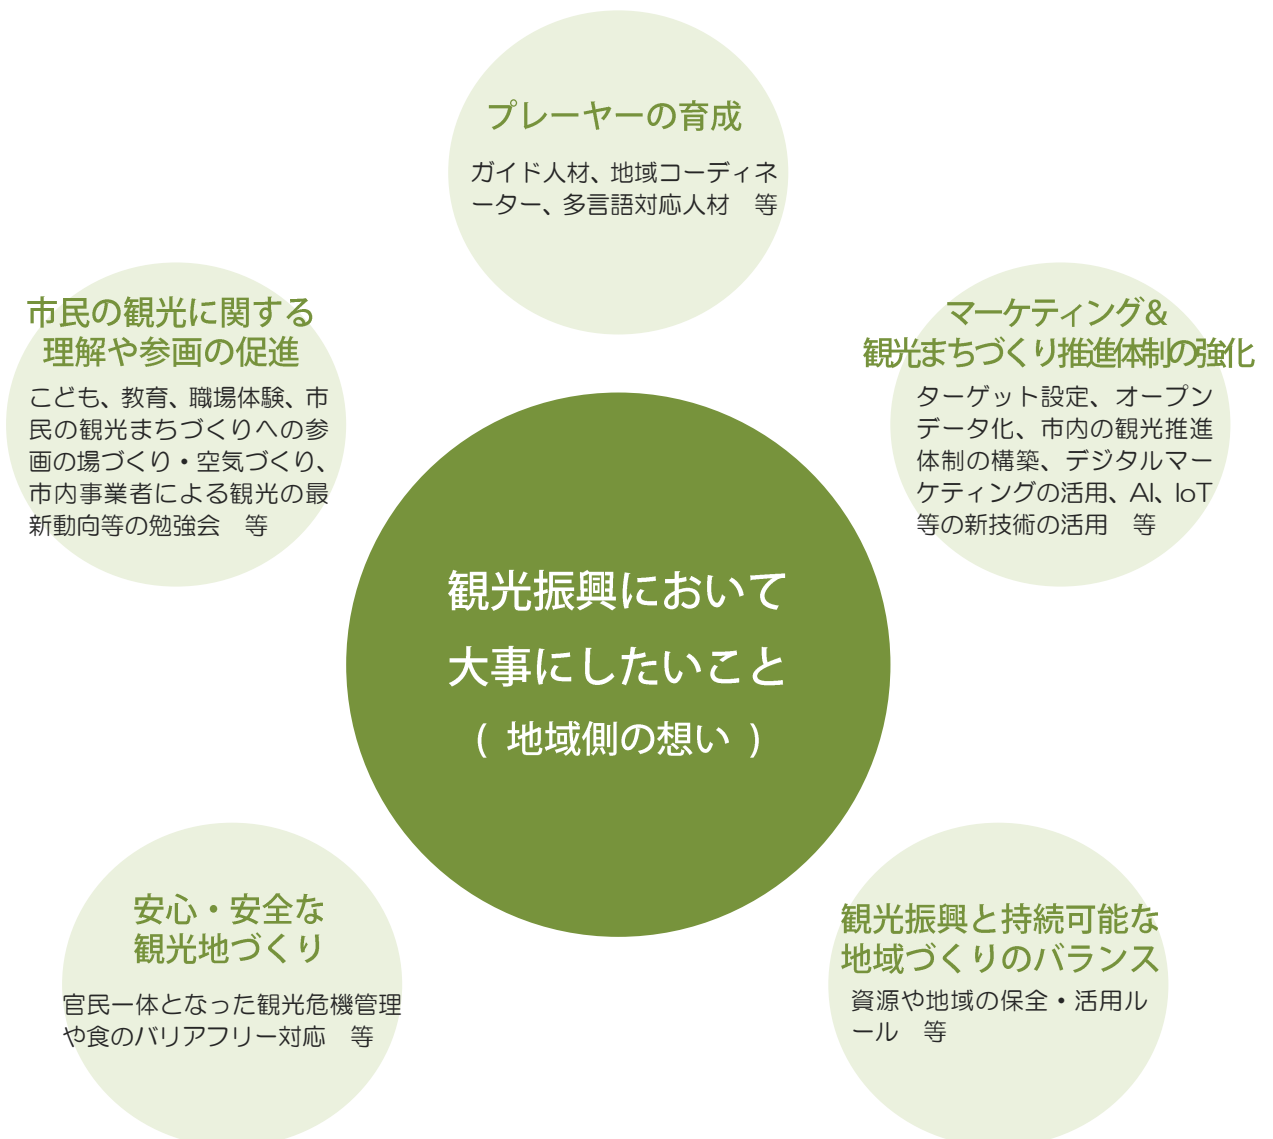 プレーヤーの育成
ガイド人材、地域コーディネ
ーター、多言語対応人材　等
市民の観光に関する
理解や参画の促進
こども、教育、職場体験、市
民の観光まちづくりへの参
画の場づくり・空気づくり、
市内事業者による観光の最
新動向等の勉強会　等
マーケティング＆
観光まちづくり推進体制の強化
ターゲット設定、オープン
データ化、市内の観光推進
体制の構築、デジタルマー
ケティングの活用、AI、IoT
等の新技術の活用　等
観光振興において
大事にしたいこと
( 地域側の想い )
安心・安全な
観光地づくり
官民一体となった観光危機管理
や食のバリアフリー対応　等
観光振興と持続可能な
地域づくりのバランス
資源や地域の保全・活用ル
ール　等